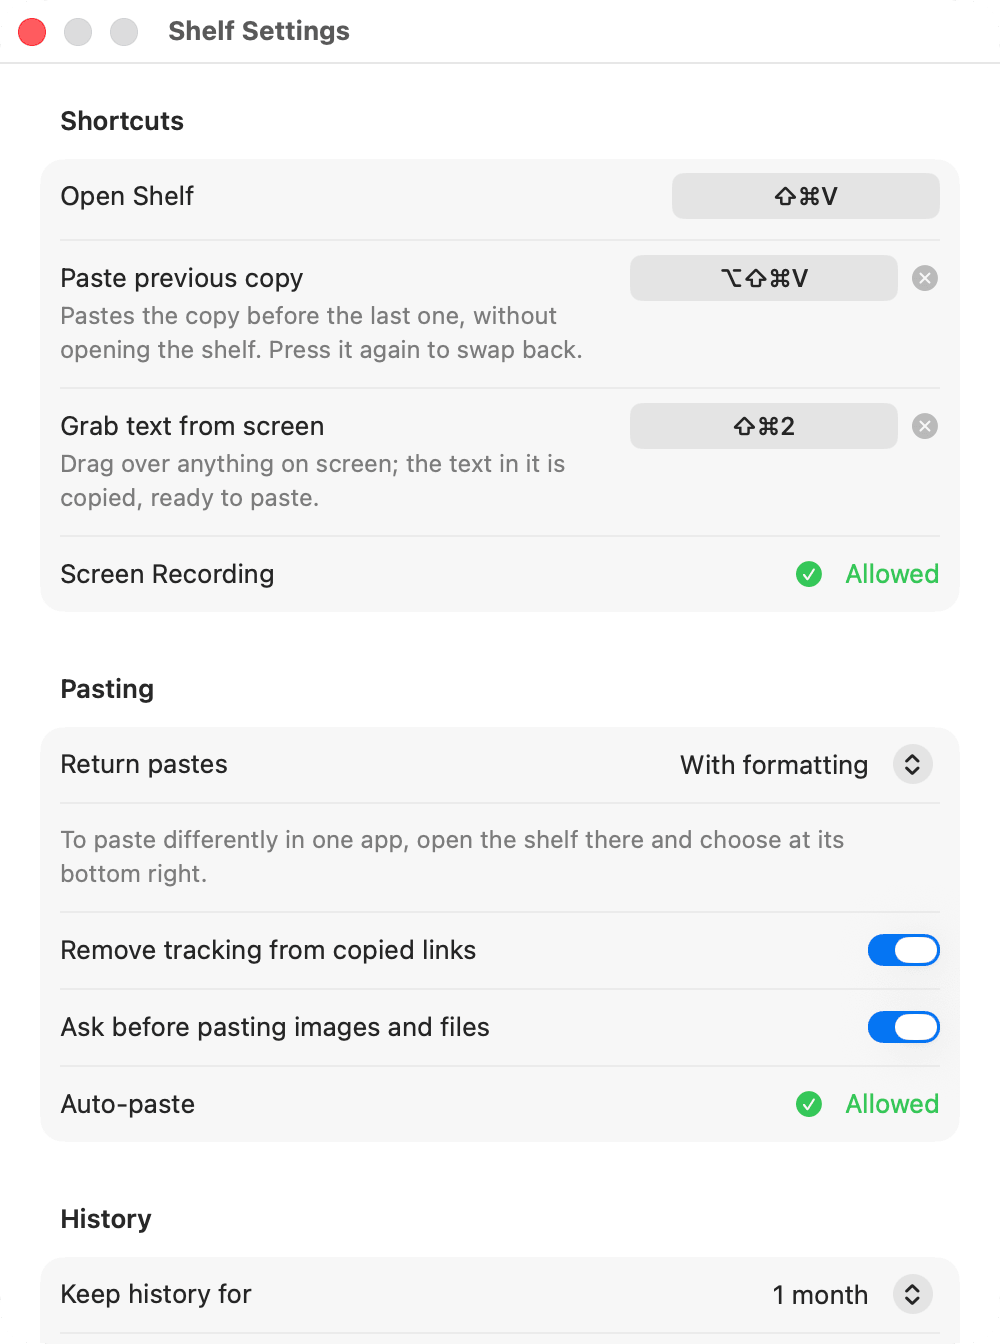 Shelf Settings
Shortcuts
Open Shelf
⇧⌘V
Paste previous copy
⌥⇧⌘V
Pastes the copy before the last one, without
opening the shelf. Press it again to swap back.
Grab text from screen
⇧⌘2
Drag over anything on screen; the text in it is
copied, ready to paste.
Screen Recording
Allowed
Pasting
Return pastes
With formatting
To paste differently in one app, open the shelf there and choose at its
bottom right.
Remove tracking from copied links
Ask before pasting images and files
Auto-paste
Allowed
History
Keep history for
1 month